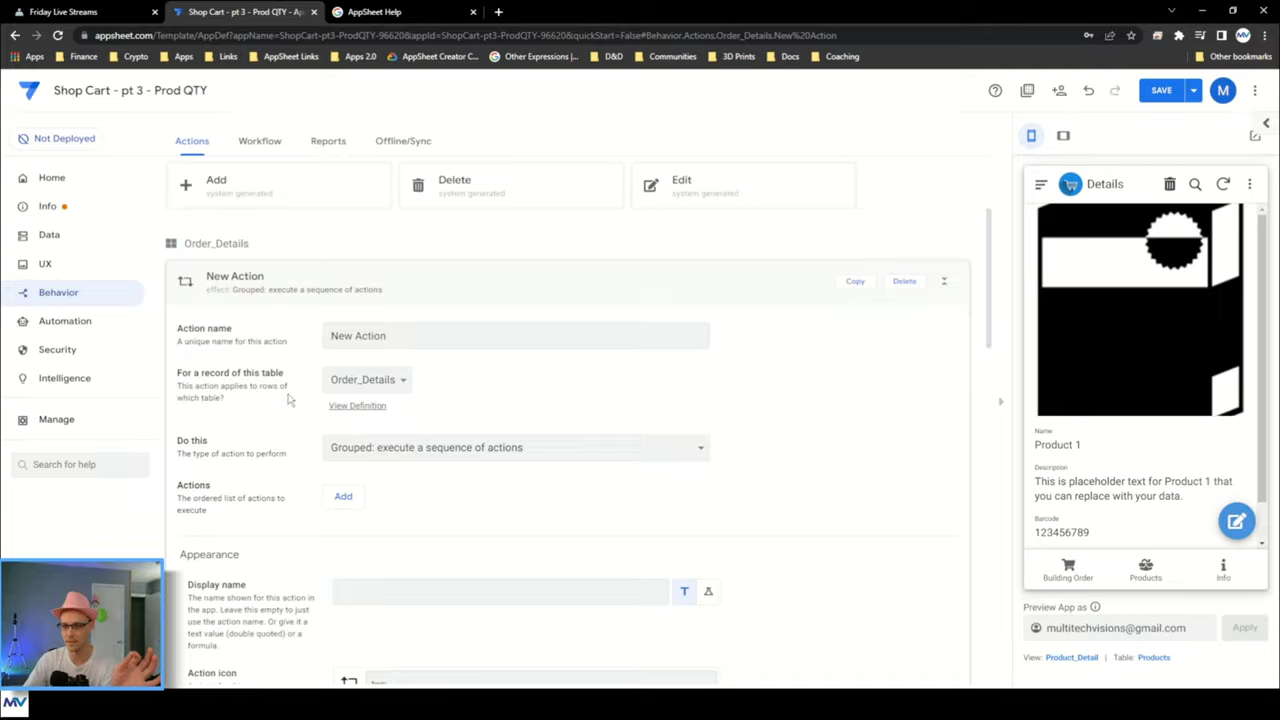 Friday Live Streams
Shop Cart - pt 3 - Prod QTY - Ap
AppSheet Help
appsheet.com/Template/AppDef?appName=ShopCart-pt3-ProdQTY-96620&appId=ShopCart-pt3-ProdQTY-96620&quickStart=False#Behavior.Actions.Order_Details.New%20Action
Apps
Finance
Crypto
Apps
Links
AppSheet Links
Apps 2.0
AppSheet Creator C...
Other Expressions,...
D&D
Communities
3D Prints
Docs
Coaching
Other bookmarks
Shop Cart - pt 3 - Prod QTY
SAVE
M
Not Deployed
Home
Info
Data
UX
Behavior
Automation
Security
Intelligence
Manage
Search for help
Actions
Workflow
Reports
Offline/Sync
Add
system generated
Delete
system generated
Edit
system generated
Order_Details
New Action
effect: Grouped: execute a sequence of actions
Copy
Delete
Action name
A unique name for this action
New Action
For a record of this table
This action applies to rows of
which table?
Order_Details
View Definition
Do this
The type of action to perform
Grouped: execute a sequence of actions
Actions
The ordered list of actions to
execute
Add
Appearance
Display name
The name shown for this action in
the app. Leave this empty to just
use the action name. Or give it a
text value (double quoted) or a
formula.
T
Action icon
Details
Name
Product 1
Description
This is placeholder text for Product 1 that
you can replace with your data.
Barcode
123456789
Building Order
Products
Info
Preview App as
multitechvisions@gmail.com
Apply
View: Product_Detail
Table: Products
MV